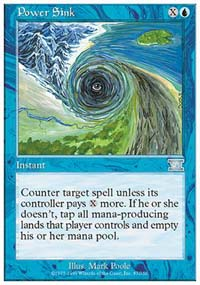 Power Sink X
Instant
Counter target spell unless its
controller pays X more. If he or she
doesn't, tap all mana-producing
lands that player controls and empty
his or her mana pool.
Illus. Mark Poole